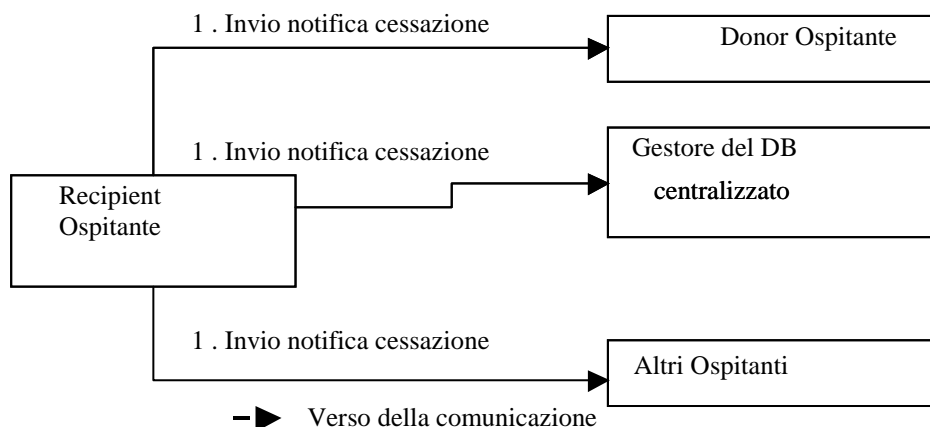 1 . Invio notifica cessazione
Donor Ospitante
1 . Invio notifica cessazione
Gestore del DB
centralizzato
Recipient
Ospitante
1 . Invio notifica cessazione
Altri Ospitanti
Verso della comunicazione